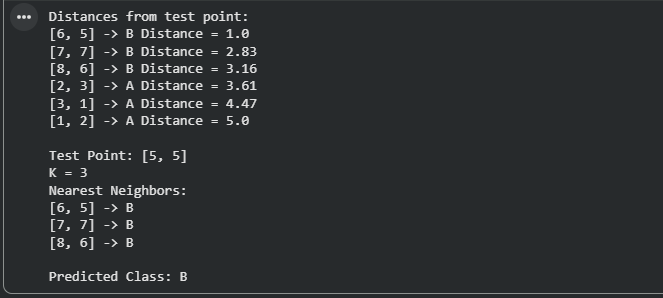 Distances from test point:
[6, 5] -> B Distance = 1.0
[7, 7] -> B Distance = 2.83
[8, 6] -> B Distance = 3.16
[2, 3] -> A Distance = 3.61
[3, 1] -> A Distance = 4.47
[1, 2] -> A Distance = 5.0
Test Point: [5, 5]
K = 3
Nearest Neighbors:
[6, 5] -> B
[7, 7] -> B
[8, 6] -> B
Predicted Class: B